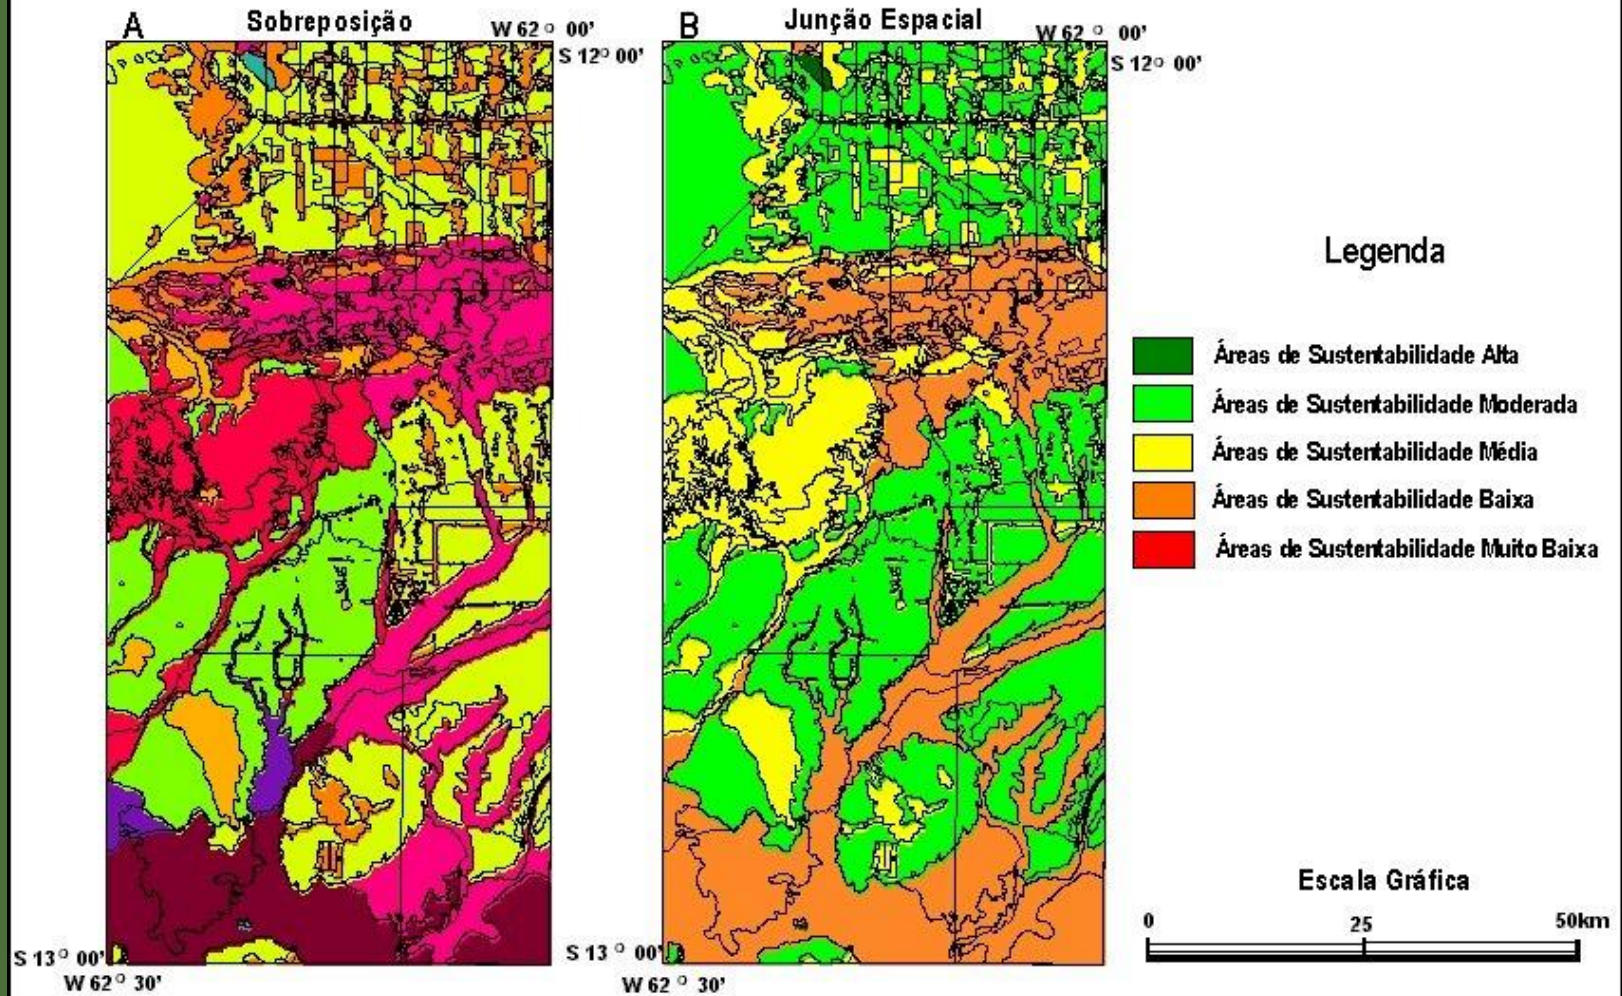 A
Sobreposição
W 62 ° 00’
S 12° 00’
B
Junção Espacial
W 62 ° 00’
S 12° 00’
Legenda
Áreas de Sustentabilidade Alta
Áreas de Sustentabilidade Moderada
Áreas de Sustentabilidade Média
Áreas de Sustentabilidade Baixa
Áreas de Sustentabilidade Muito Baixa
Escala Gráfica
0 25 50km
S 13° 00’
W 62 ° 30’
S 13 ° 00’
W 62 ° 30’